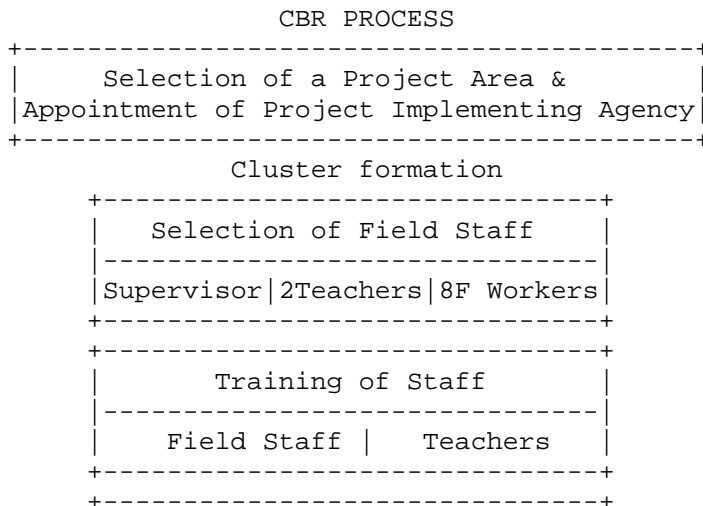 CBR PROCESS
Selection of a Project Area &
Appointment of Project Implementing Agency
Cluster formation
Selection of Field Staff
Supervisor|2Teachers|8F Workers
Training of Staff
Field Staff | Teachers